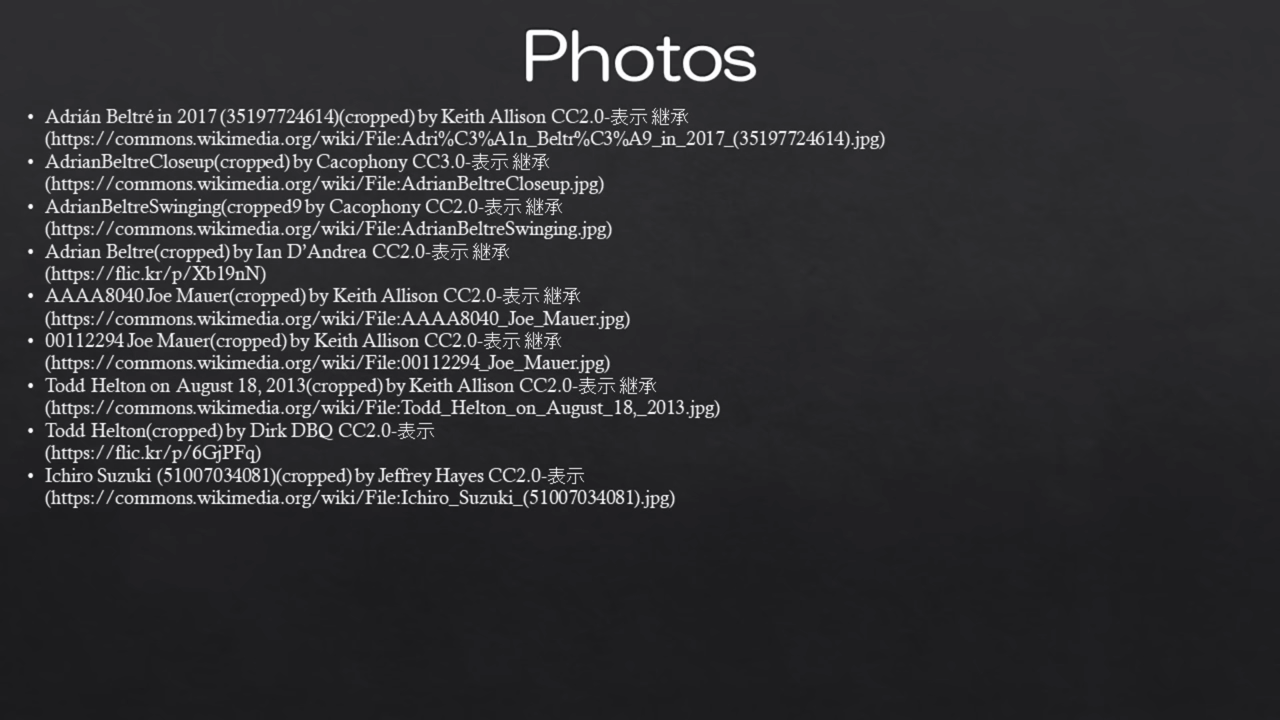 Photos
• Adrián Beltré in 2017 (35197724614)(cropped) by Keith Allison CC2.0-表示 継承
(https://commons.wikimedia.org/wiki/File:Adri%C3%A1n_Beltr%C3%A9_in_2017_(35197724614).jpg)
• AdrianBeltreCloseup(cropped) by Cacophony CC3.0-表示 継承
(https://commons.wikimedia.org/wiki/File:AdrianBeltreCloseup.jpg)
• AdrianBeltreSwinging(cropped9 by Cacophony CC2.0-表示 継承
(https://commons.wikimedia.org/wiki/File:AdrianBeltreSwinging.jpg)
• Adrian Beltre(cropped) by Ian D’Andrea CC2.0-表示 継承
(https://flic.kr/p/Xb19nN)
• AAAA8040 Joe Mauer(cropped) by Keith Allison CC2.0-表示 継承
(https://commons.wikimedia.org/wiki/File:AAAA8040_Joe_Mauer.jpg)
• 00112294 Joe Mauer(cropped) by Keith Allison CC2.0-表示 継承
(https://commons.wikimedia.org/wiki/File:00112294_Joe_Mauer.jpg)
• Todd Helton on August 18, 2013(cropped) by Keith Allison CC2.0-表示 継承
(https://commons.wikimedia.org/wiki/File:Todd_Helton_on_August_18,_2013.jpg)
• Todd Helton(cropped) by Dirk DBQ CC2.0-表示
(https://flic.kr/p/6GjPFq)
• Ichiro Suzuki (51007034081)(cropped) by Jeffrey Hayes CC2.0-表示
(https://commons.wikimedia.org/wiki/File:Ichiro_Suzuki_(51007034081).jpg)